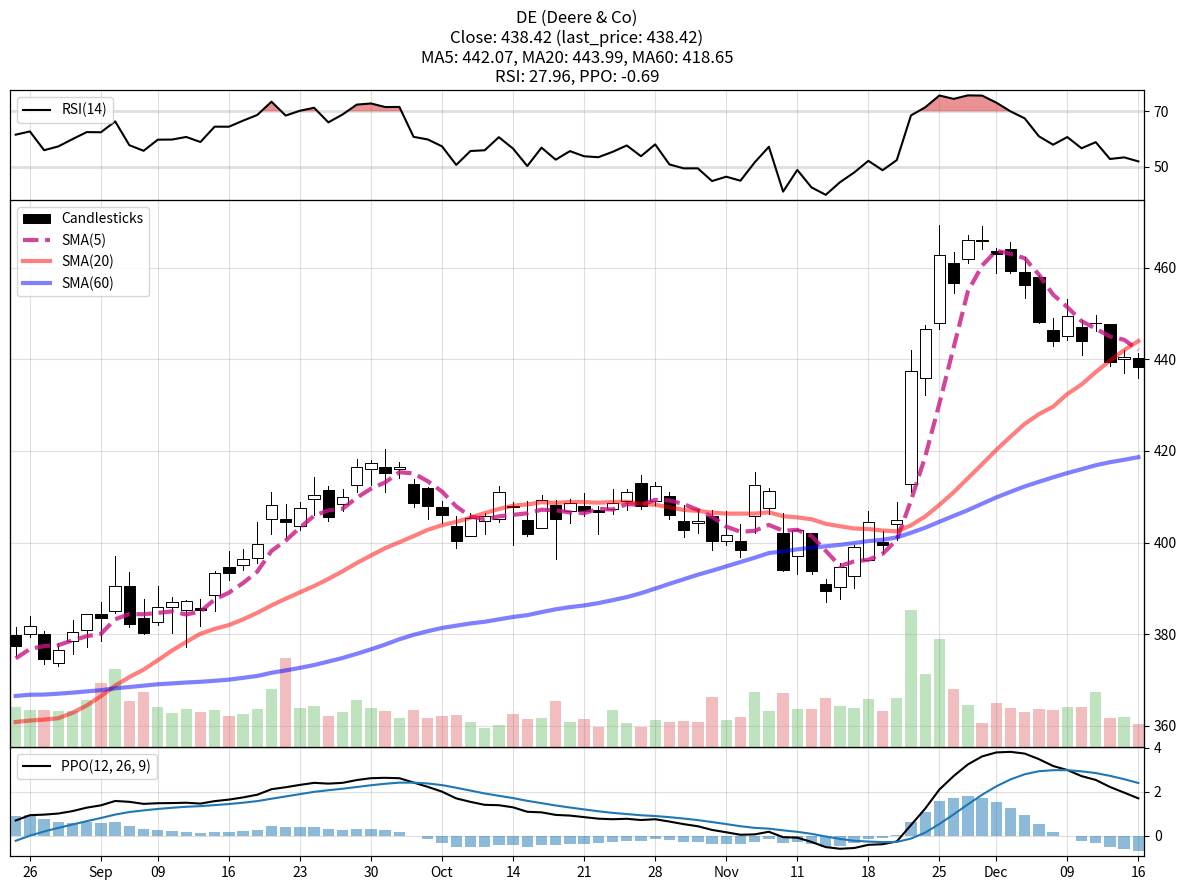 DE (Deere & Co)
Close: 438.42 (last_price: 438.42)
MA5: 442.07, MA20: 443.99, MA60: 418.65
RSI: 27.96, PPO: -0.69
RSI(14)
70
50
Candlesticks
SMA(5)
SMA(20)
SMA(60)
460
440
420
400
380
360
PPO(12, 26, 9)
4
2
0
26 Sep 09 16 23 30 Oct 14 21 28 Nov 11 18 25 Dec 09 16